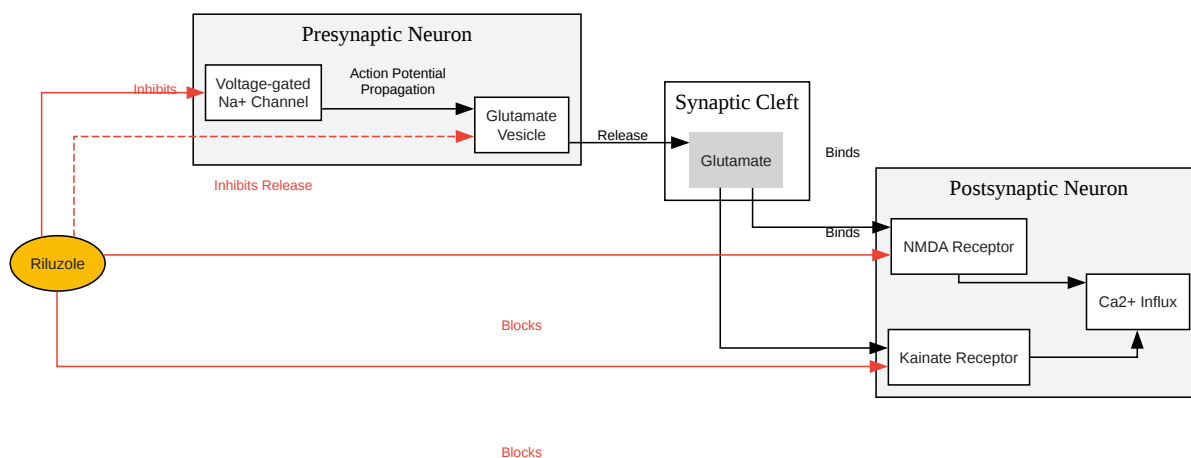 Presynaptic Neuron
Voltage-gated
Na+ Channel
Action Potential
Propagation
Inhibits
Glutamate
Vesicle
Release
Synaptic Cleft
Glutamate
Binds
Inhibits Release
Postsynaptic Neuron
Binds
NMDA Receptor
Riluzole
Ca2+ Influx
Blocks
Kainate Receptor
Blocks